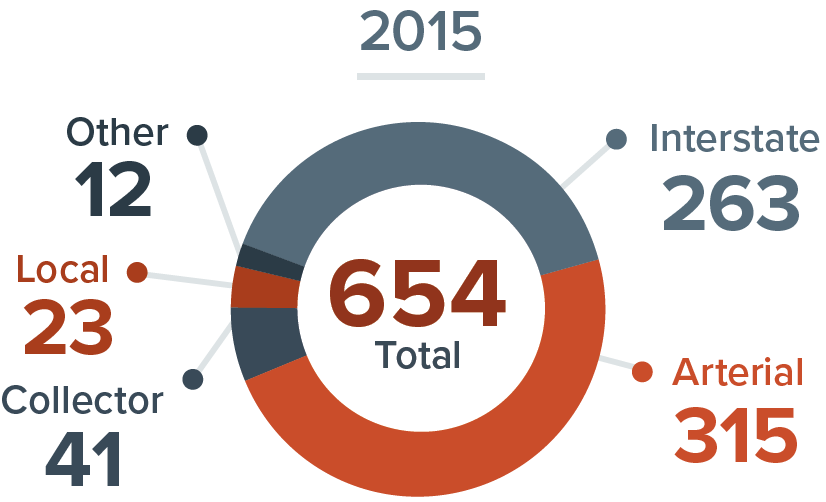 2015
Other
12
Interstate
263
Local
23
654
Total
Collector
41
Arterial
315